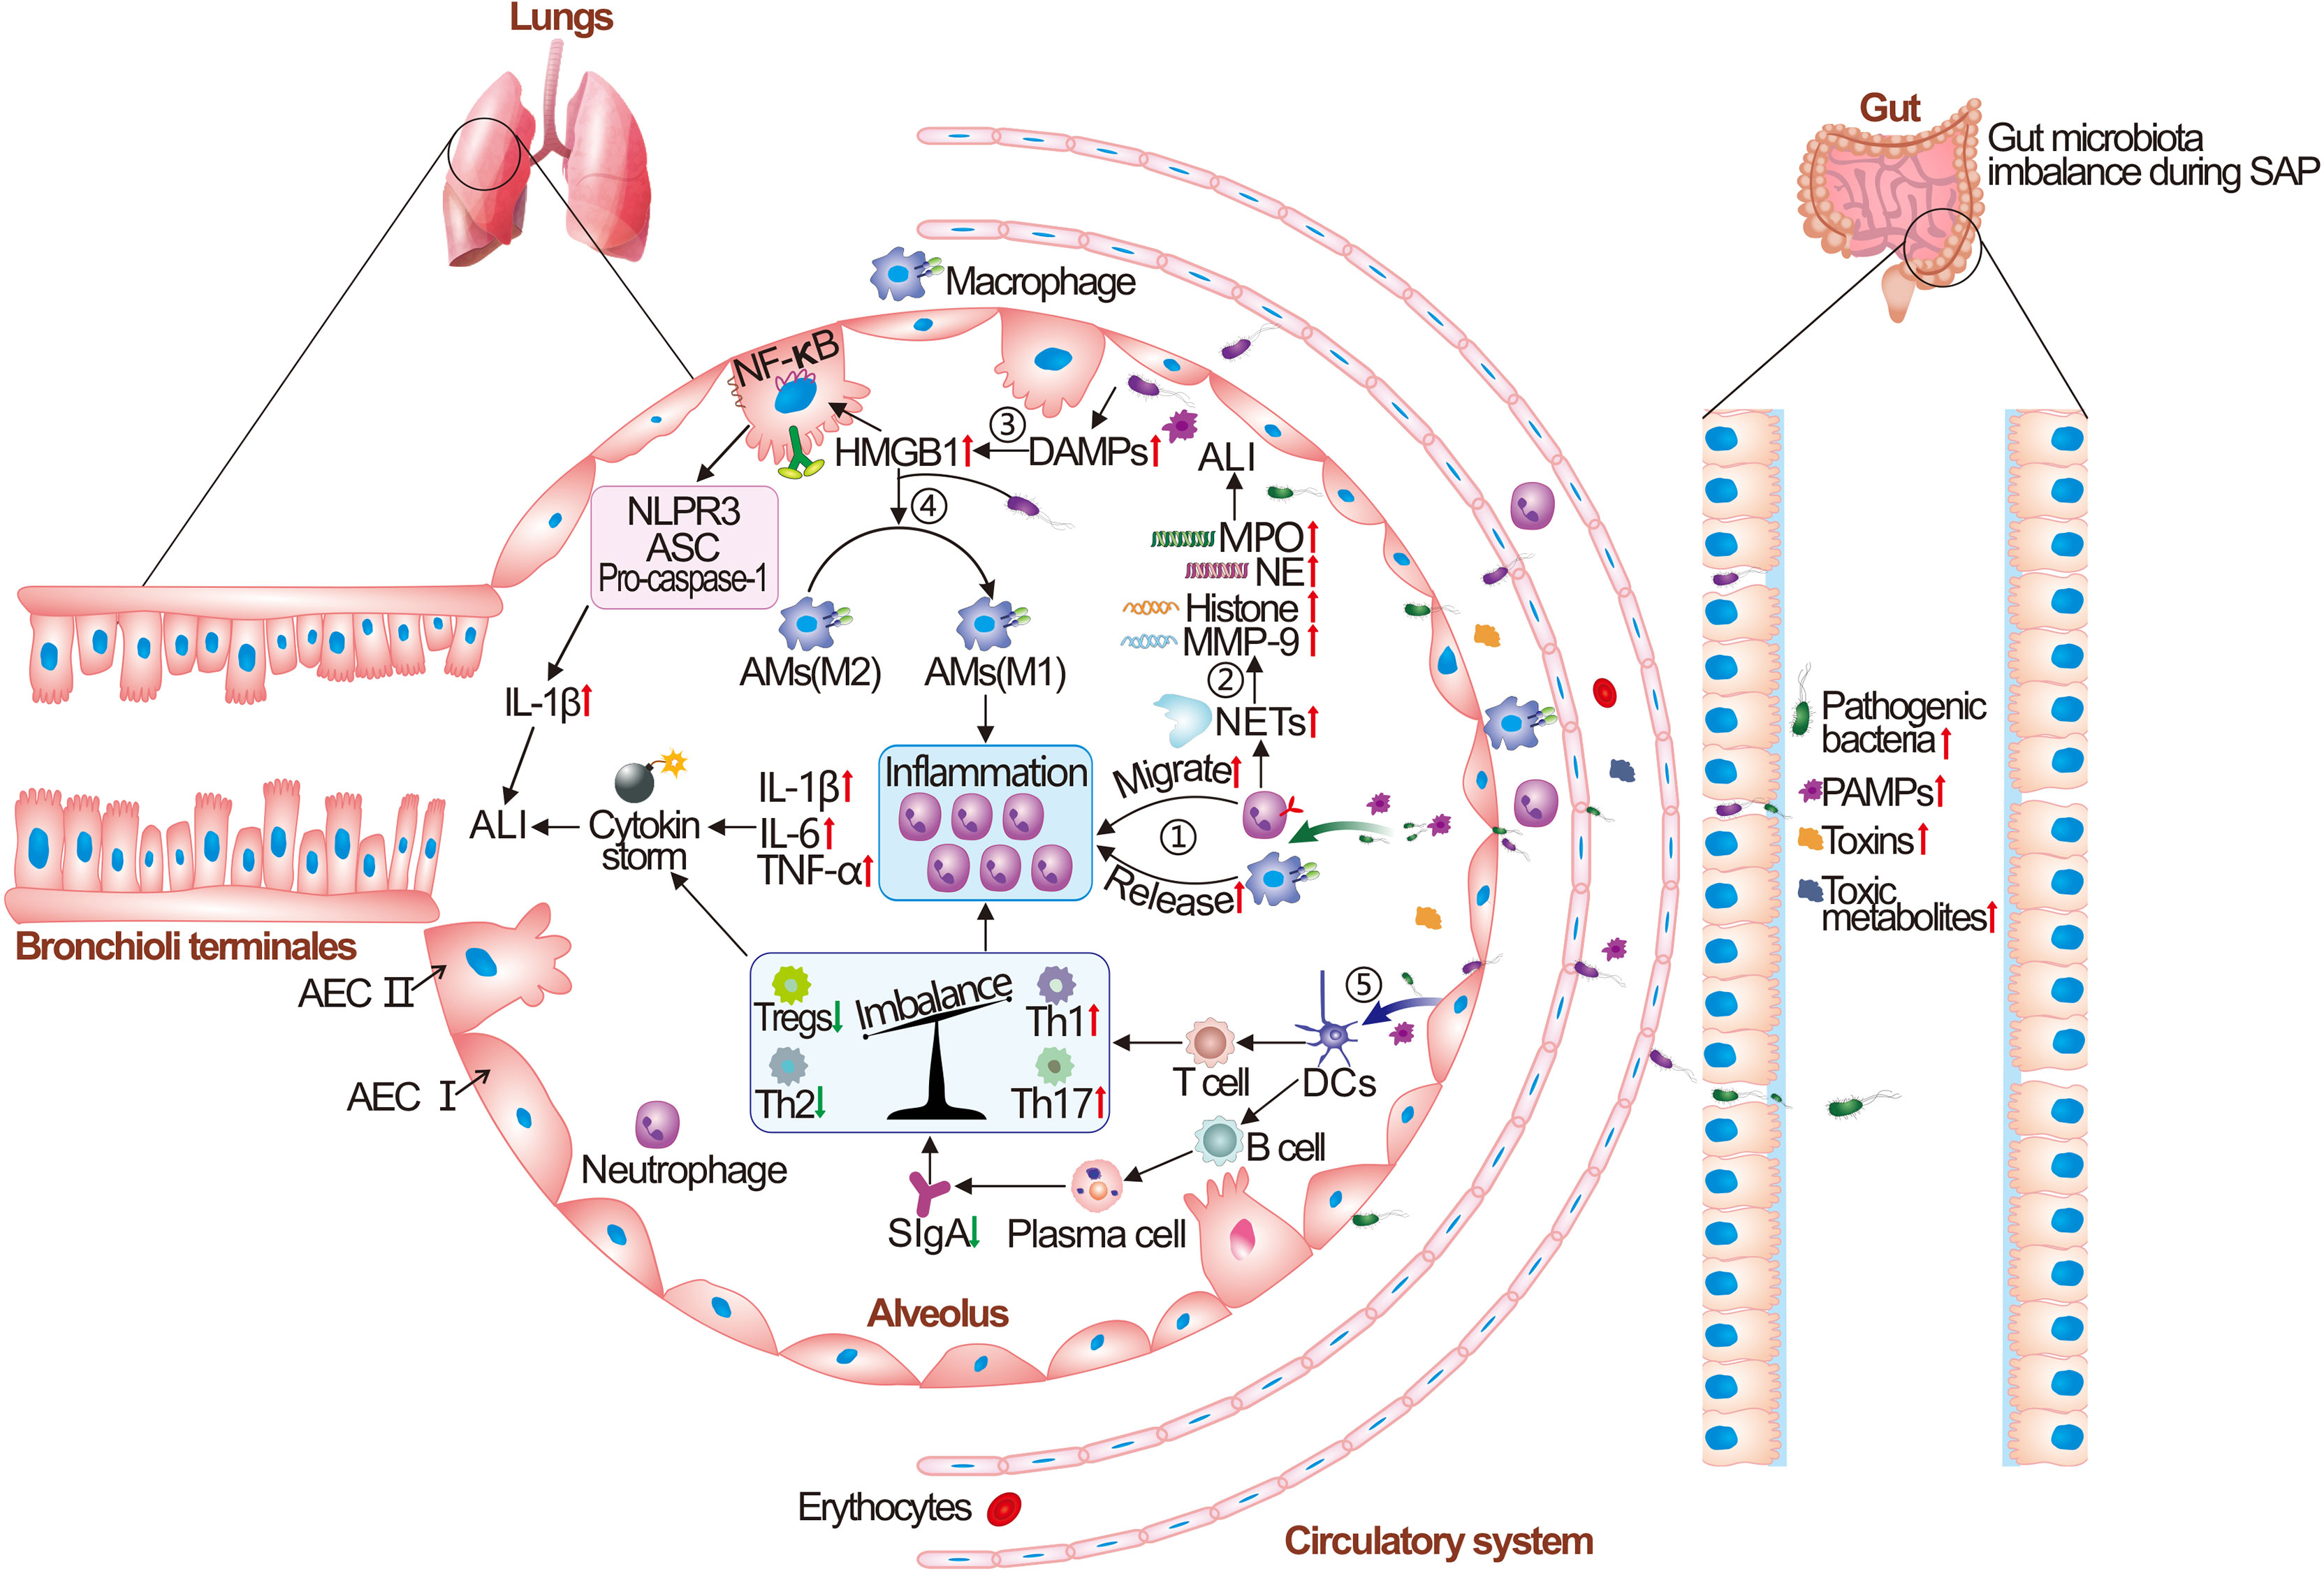 Lungs
Gut
Gut microbiota
imbalance during SAP
Macrophage
NF-κB
HMGB1
③
DAMPs
ALI
④
NLPR3
ASC
Pro-caspase-1
MPO
NE
Histone
MMP-9
②
NETs
AMs(M2)
AMs(M1)
IL-1β
Migrate
①
Release
Inflammation
IL-1β
IL-6
TNF-α
Cytokin
storm
ALI
Pathogenic
bacteria
PAMPs
Toxins
Toxic
metabolites
Bronchioli terminales
AEC Ⅱ
AEC Ⅰ
Imbalance
Tregs
Th1
Th2
Th17
⑤
T cell
DCs
B cell
Neutrophage
SIgA
Plasma cell
Alveolus
Erythocytes
Circulatory system